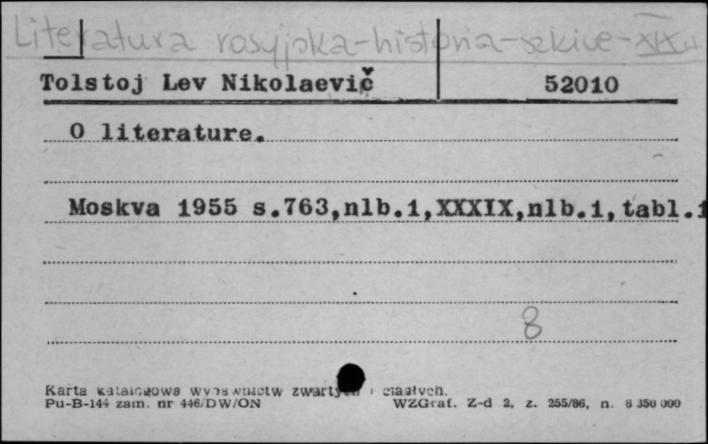 Literatura rosyjska-historia-szkice-XIX w
Tolstoj Lev Nikolaevič 52010
O literature.
Moskva 1955 s.763,nlb.1,XXXIX,nlb.1,tabl.1
8
Karta katalogowa wydawnictw zwartych i ciągłych.
Pu-B-144 zam. nr 446/DW/ON WZGraf. Z-d 2, z. 255/86, n. 6 350 000